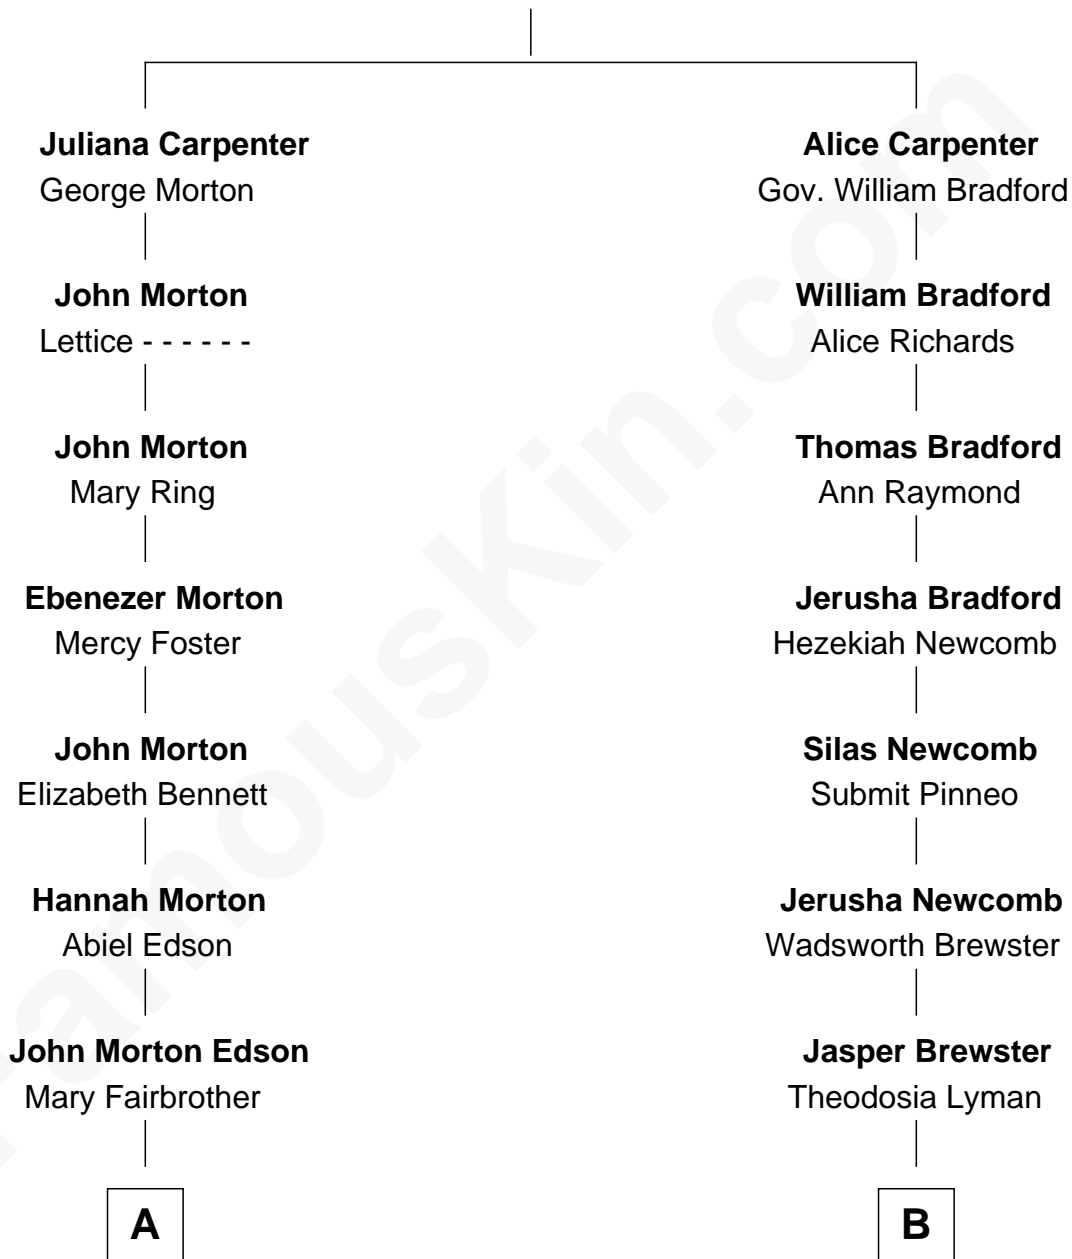 Juliana Carpenter
George Morton
Alice Carpenter
Gov. William Bradford
John Morton
Lettice - - - - - -
William Bradford
Alice Richards
John Morton
Mary Ring
Thomas Bradford
Ann Raymond
Ebenezer Morton
Mercy Foster
Jerusha Bradford
Hezekiah Newcomb
John Morton
Elizabeth Bennett
Silas Newcomb
Submit Pinneo
Hannah Morton
Abiel Edson
Jerusha Newcomb
Wadsworth Brewster
John Morton Edson
Mary Fairbrother
Jasper Brewster
Theodosia Lyman
A
B
FamousKin.com